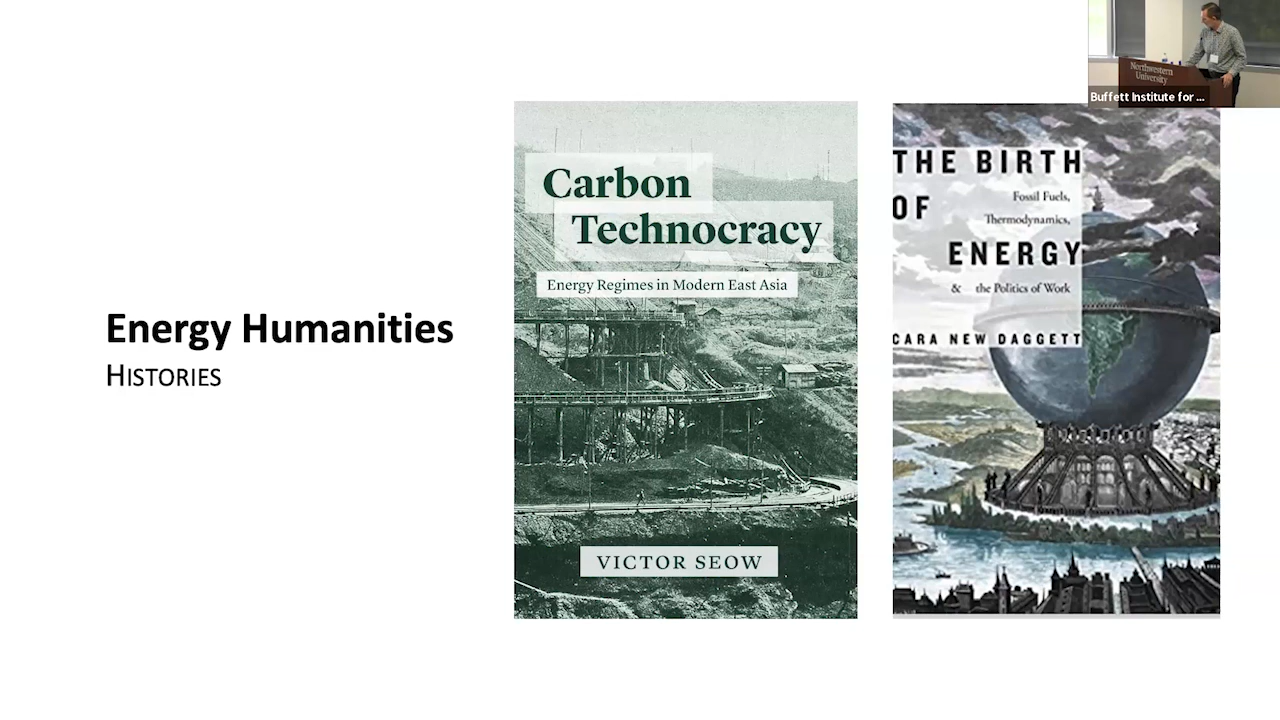 Energy Humanities
HISTORIES
Carbon
Technocracy
Energy Regimes in Modern East Asia
VICTOR SEOW
THE BIRTH
OF
Fossil Fuels,
Thermodynamics,
ENERGY
& the Politics of Work
CARA NEW DAGGETT
Northwestern
University
Buffett Institute for ...